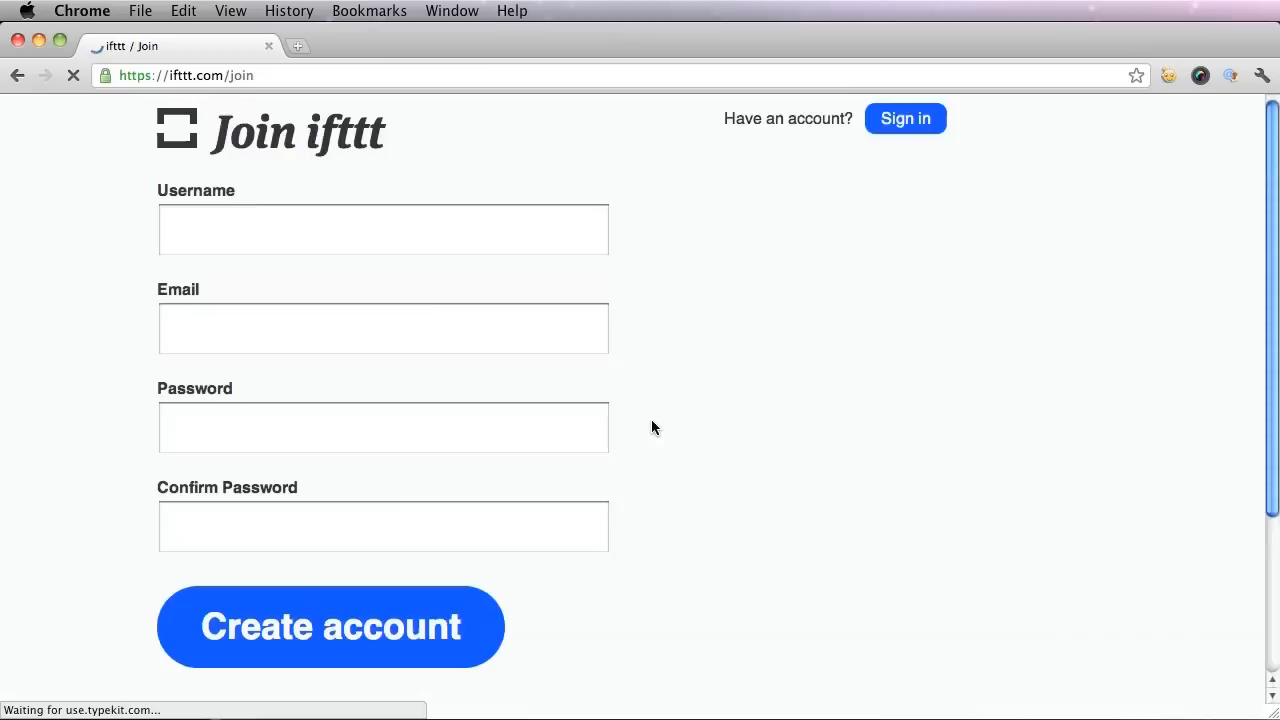 Chrome File Edit View History Bookmarks Window Help
ifttt / Join
https://ifttt.com/join
Join ifttt
Have an account? Sign in
Username
Email
Password
Confirm Password
Create account
Waiting for use.typekit.com...